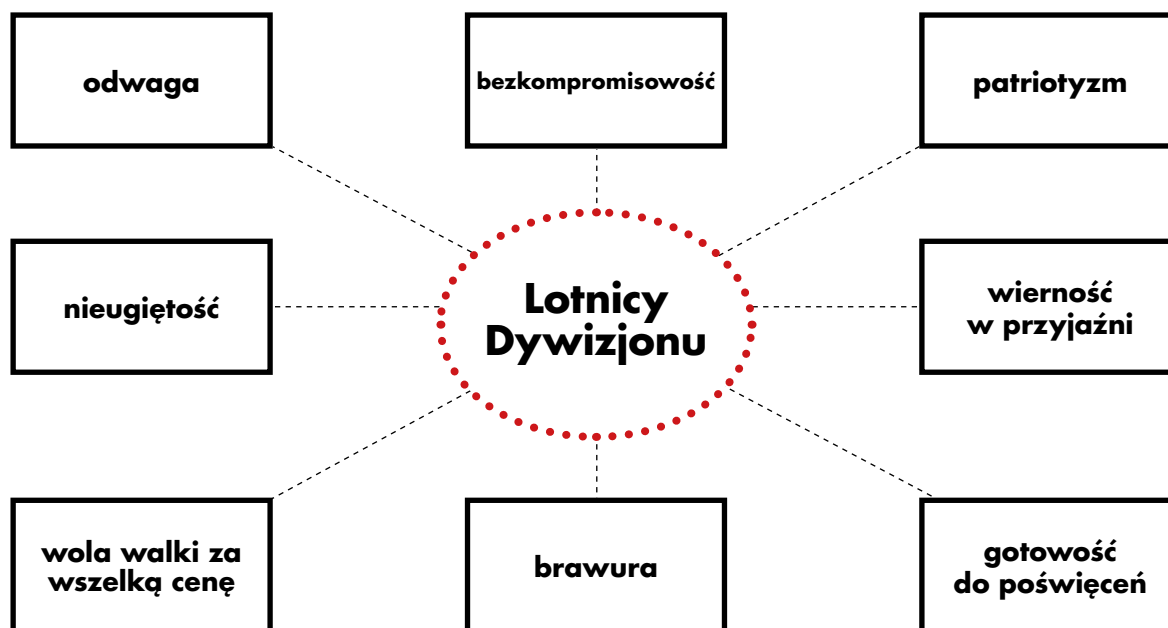 odwaga
bezkompromisowość
patriotyzm
nieugiętość
Lotnicy
Dywizjonu
wierność
w przyjaźni
wola walki za
wszelką cenę
brawura
gotowość
do poświęceń